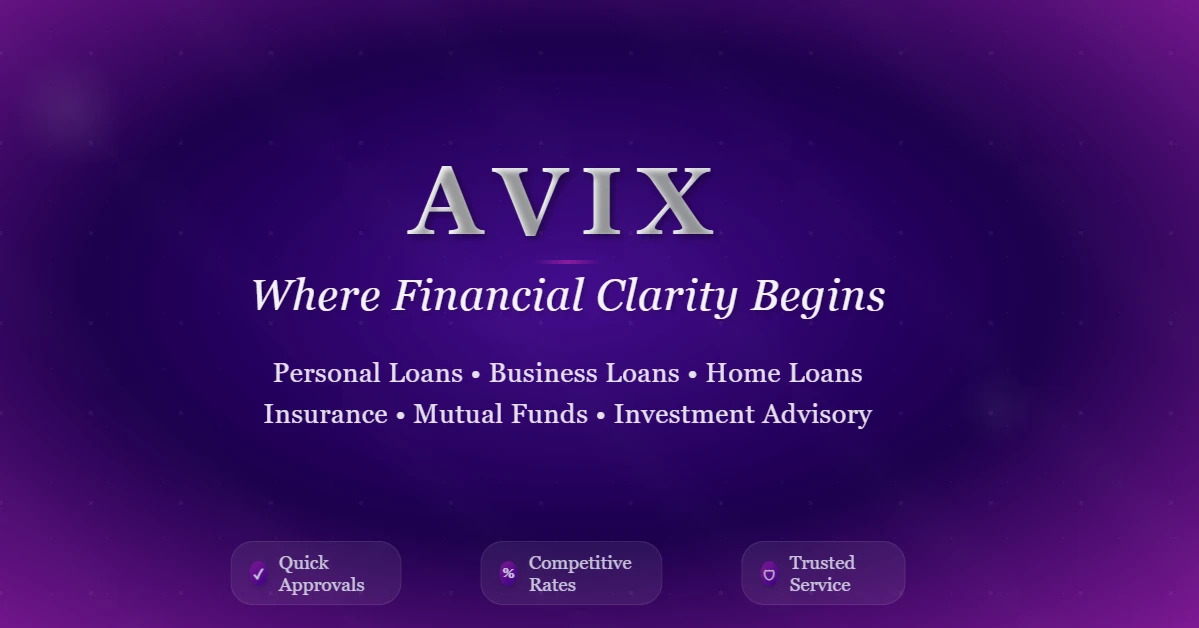 AVIX
Where Financial Clarity Begins
Personal Loans • Business Loans • Home Loans
Insurance • Mutual Funds • Investment Advisory
✓ Quick
Approvals
% Competitive
Rates
Trusted
Service